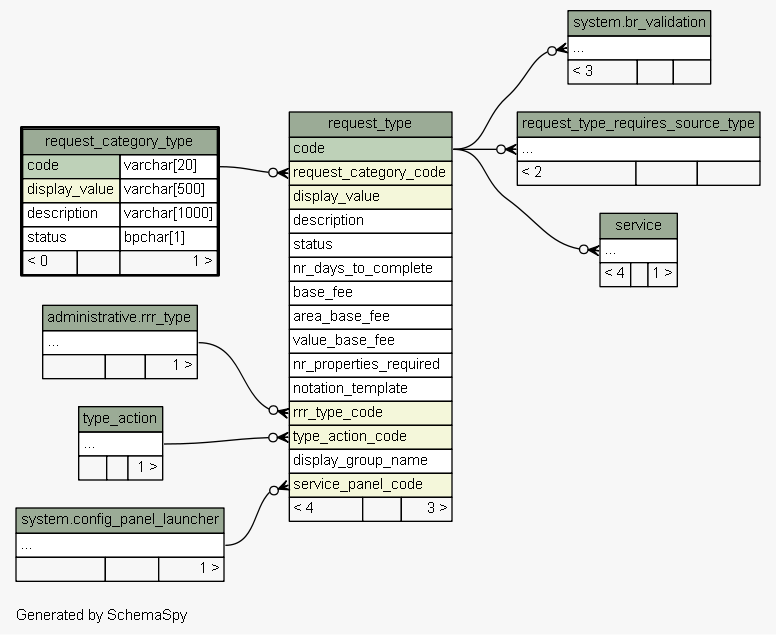 system.br_validation
...
< 3
request_type_requires_source_type
...
< 2
service
...
< 4 1 >
request_category_type
code varchar[20]
display_value varchar[500]
description varchar[1000]
status bpchar[1]
< 0 1 >
request_type
code
request_category_code
display_value
description
status
nr_days_to_complete
base_fee
area_base_fee
value_base_fee
nr_properties_required
notation_template
rrr_type_code
type_action_code
display_group_name
service_panel_code
< 4 3 >
administrative.rrr_type
...
1 >
type_action
...
1 >
system.config_panel_launcher
...
1 >
Generated by SchemaSpy